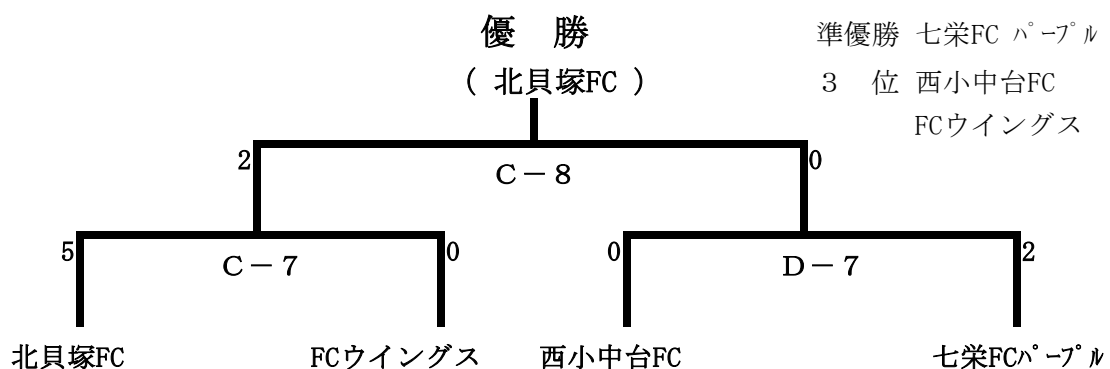 優　勝
準優勝 七栄FC ﾊﾟｰﾌﾟﾙ
( 北貝塚FC )
３　位 西小中台FC
FCウイングス
2 0
Ｃ－８
5 0 0 2
Ｃ－７ Ｄ－７
北貝塚FC FCウイングス 西小中台FC 七栄FCﾊﾟｰﾌﾟﾙ